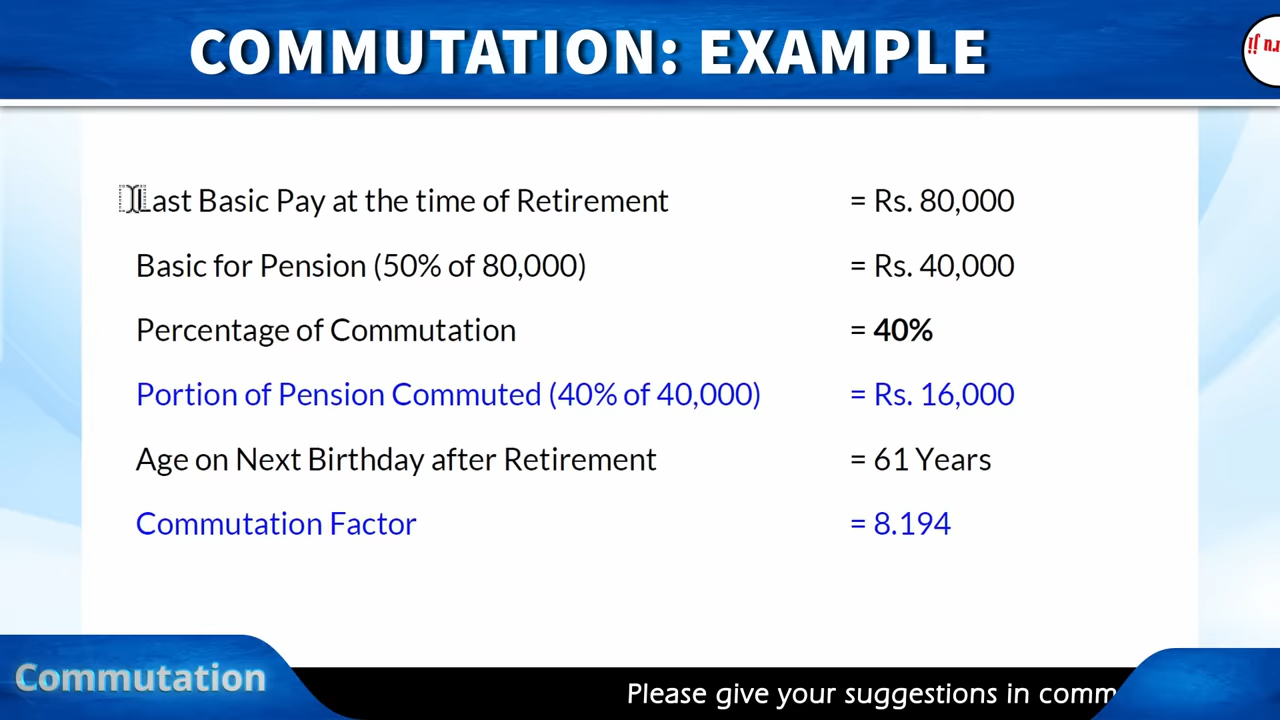 COMMUTATION: EXAMPLE
Last Basic Pay at the time of Retirement = Rs. 80,000
Basic for Pension (50% of 80,000) = Rs. 40,000
Percentage of Commutation = 40%
Portion of Pension Commuted (40% of 40,000) = Rs. 16,000
Age on Next Birthday after Retirement = 61 Years
Commutation Factor = 8.194
Commutation
Please give your suggestions in comm